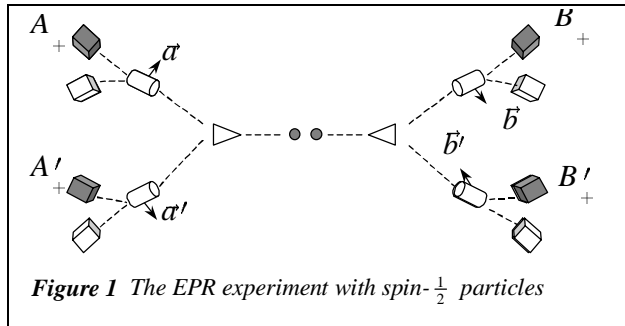 A B
+ a⃗ +
b⃗
A′ b⃗′ B′
+ a⃗′ +
Figure 1 The EPR experiment with spin-½ particles